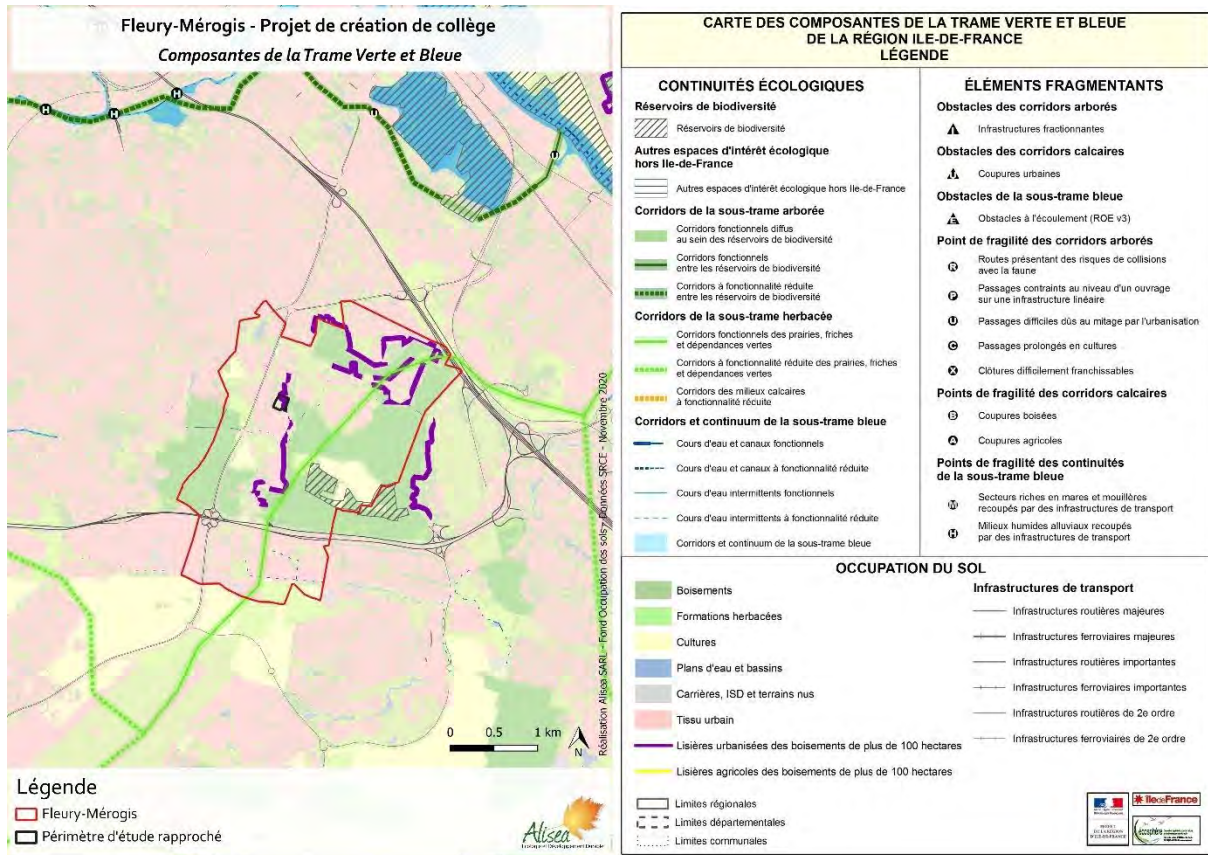 Fleury-Mérogis - Projet de création de collège
Composantes de la Trame Verte et Bleue
H
H
H
U
U
0
0.5
1 km
N
Réalisation Alisea SARL - Fond Occupation des sols - Données SRCE - Novembre 2020
Légende
Fleury-Mérogis
Périmètre d'étude rapproché
Alisea
CARTE DES COMPOSANTES DE LA TRAME VERTE ET BLEUE
DE LA RÉGION ILE-DE-FRANCE
LÉGENDE
CONTINUITÉS ÉCOLOGIQUES
Réservoirs de biodiversité
Réservoirs de biodiversité
Autres espaces d'intérêt écologique
hors Ile-de-France
Autres espaces d'intérêt écologique hors Ile-de-France
Corridors de la sous-trame arborée
Corridors fonctionnels diffus
au sein des réservoirs de biodiversité
Corridors fonctionnels
entre les réservoirs de biodiversité
Corridors à fonctionnalité réduite
entre les réservoirs de biodiversité
Corridors de la sous-trame herbacée
Corridors fonctionnels des prairies, friches
et dépendances vertes
Corridors à fonctionnalité réduite des prairies, friches
et dépendances vertes
Corridors des milieux calcaires
à fonctionnalité réduite
Corridors et continuum de la sous-trame bleue
Cours d'eau et canaux fonctionnels
Cours d'eau et canaux à fonctionnalité réduite
Cours d'eau intermittents fonctionnels
Cours d'eau intermittents à fonctionnalité réduite
Corridors et continuum de la sous-trame bleue
ÉLÉMENTS FRAGMENTANTS
Obstacles des corridors arborés
Infrastructures fractionnantes
Obstacles des corridors calcaires
Coupures urbaines
Obstacles de la sous-trame bleue
Obstacles à l'écoulement (ROE v3)
Point de fragilité des corridors arborés
R Routes présentant des risques de collisions
avec la faune
P Passages contraints au niveau d'un ouvrage
sur une infrastructure linéaire
U Passages difficiles dûs au mitage par l'urbanisation
C Passages prolongés en cultures
X Clôtures difficilement franchissables
Points de fragilité des corridors calcaires
B Coupures boisées
A Coupures agricoles
Points de fragilité des continuités
de la sous-trame bleue
M Secteurs riches en mares et mouillères
recoupés par des infrastructures de transport
H Milieux humides alluviaux recoupés
par des infrastructures de transport
OCCUPATION DU SOL
Boisements
Formations herbacées
Cultures
Plans d'eau et bassins
Carrières, ISD et terrains nus
Tissu urbain
Lisières urbanisées des boisements de plus de 100 hectares
Lisières agricoles des boisements de plus de 100 hectares
Limites régionales
Limites départementales
Limites communales
Infrastructures de transport
Infrastructures routières majeures
Infrastructures ferroviaires majeures
Infrastructures routières importantes
Infrastructures ferroviaires importantes
Infrastructures routières de 2e ordre
Infrastructures ferroviaires de 2e ordre
îledeFrance
écosphère